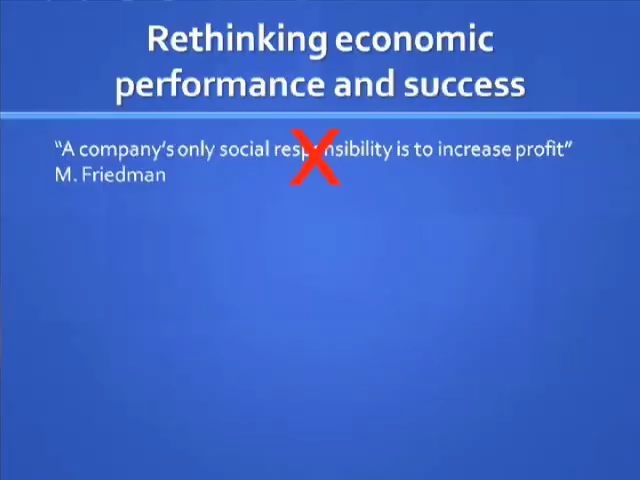 Rethinking economic
performance and success
“A company’s only social responsibility is to increase profit”
M. Friedman